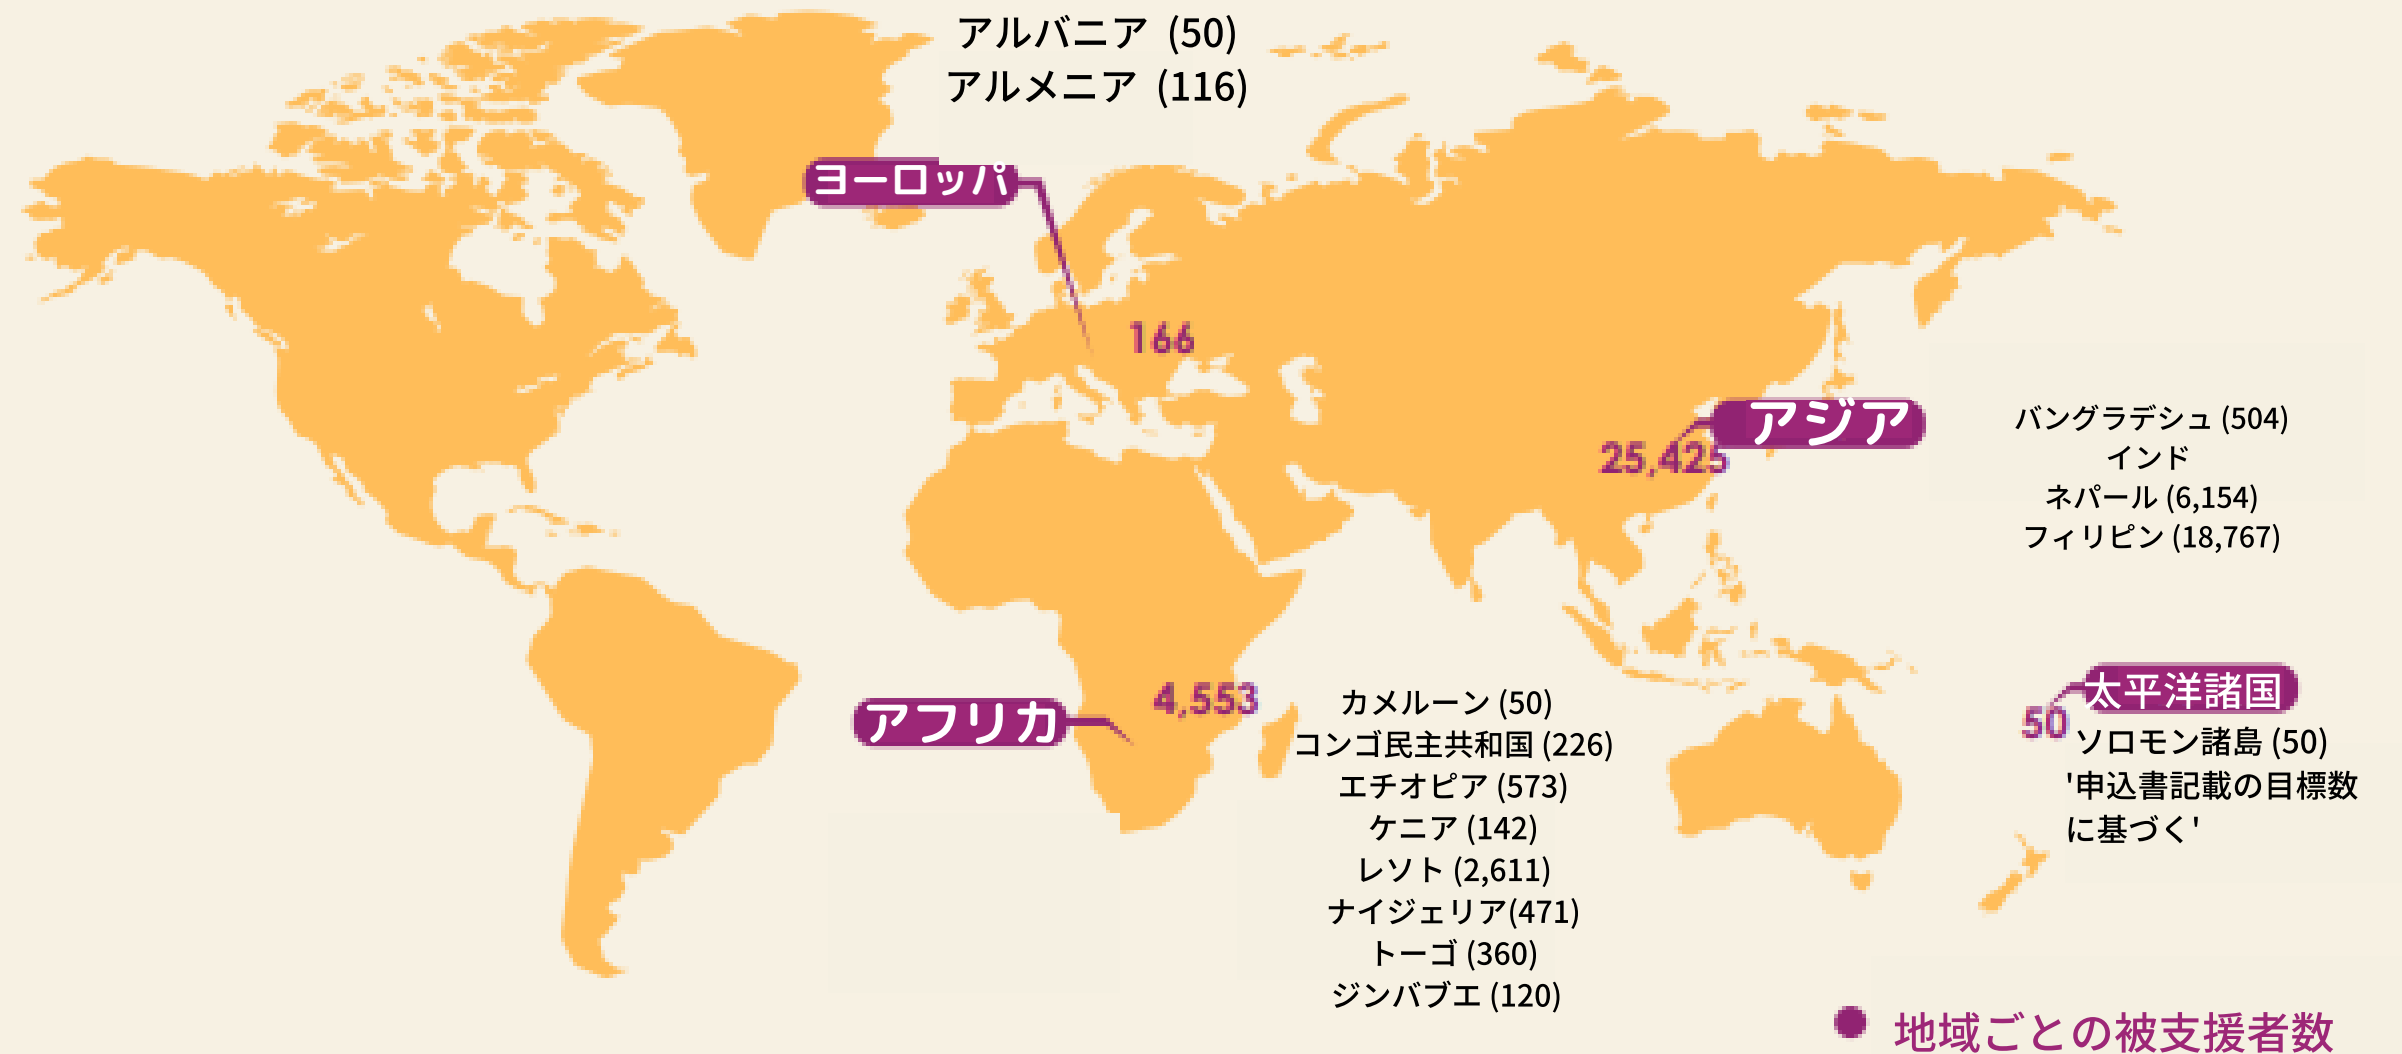 アルバニア (50)
アルメニア (116)
ヨーロッパ
166
アジア
25,425
バングラデシュ (504)
インド
ネパール (6,154)
フィリピン (18,767)
アフリカ
4,553
カメルーン (50)
コンゴ民主共和国 (226)
エチオピア (573)
ケニア (142)
レソト (2,611)
ナイジェリア(471)
トーゴ (360)
ジンバブエ (120)
太平洋諸国
50
ソロモン諸島 (50)
'申込書記載の目標数
に基づく'
地域ごとの被支援者数